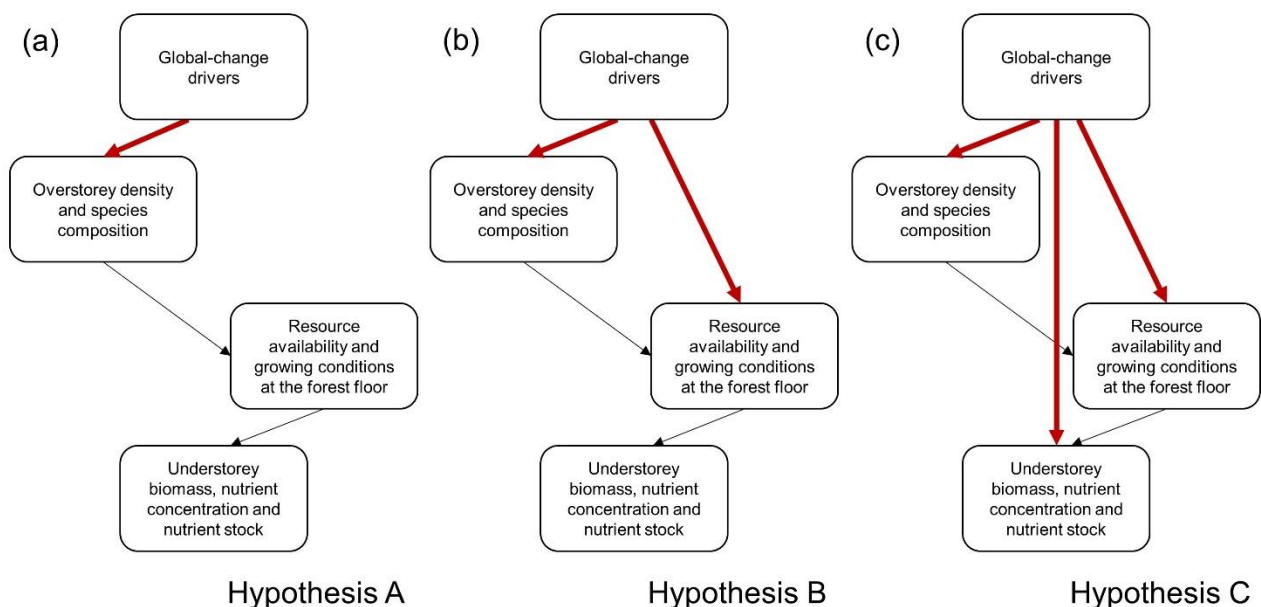 (a)
Global-change
drivers
Overstorey density
and species
composition
Resource
availability and
growing conditions
at the forest floor
Understorey
biomass, nutrient
concentration and
nutrient stock
Hypothesis A
(b)
Global-change
drivers
Overstorey density
and species
composition
Resource
availability and
growing conditions
at the forest floor
Understorey
biomass, nutrient
concentration and
nutrient stock
Hypothesis B
(c)
Global-change
drivers
Overstorey density
and species
composition
Resource
availability and
growing conditions
at the forest floor
Understorey
biomass, nutrient
concentration and
nutrient stock
Hypothesis C